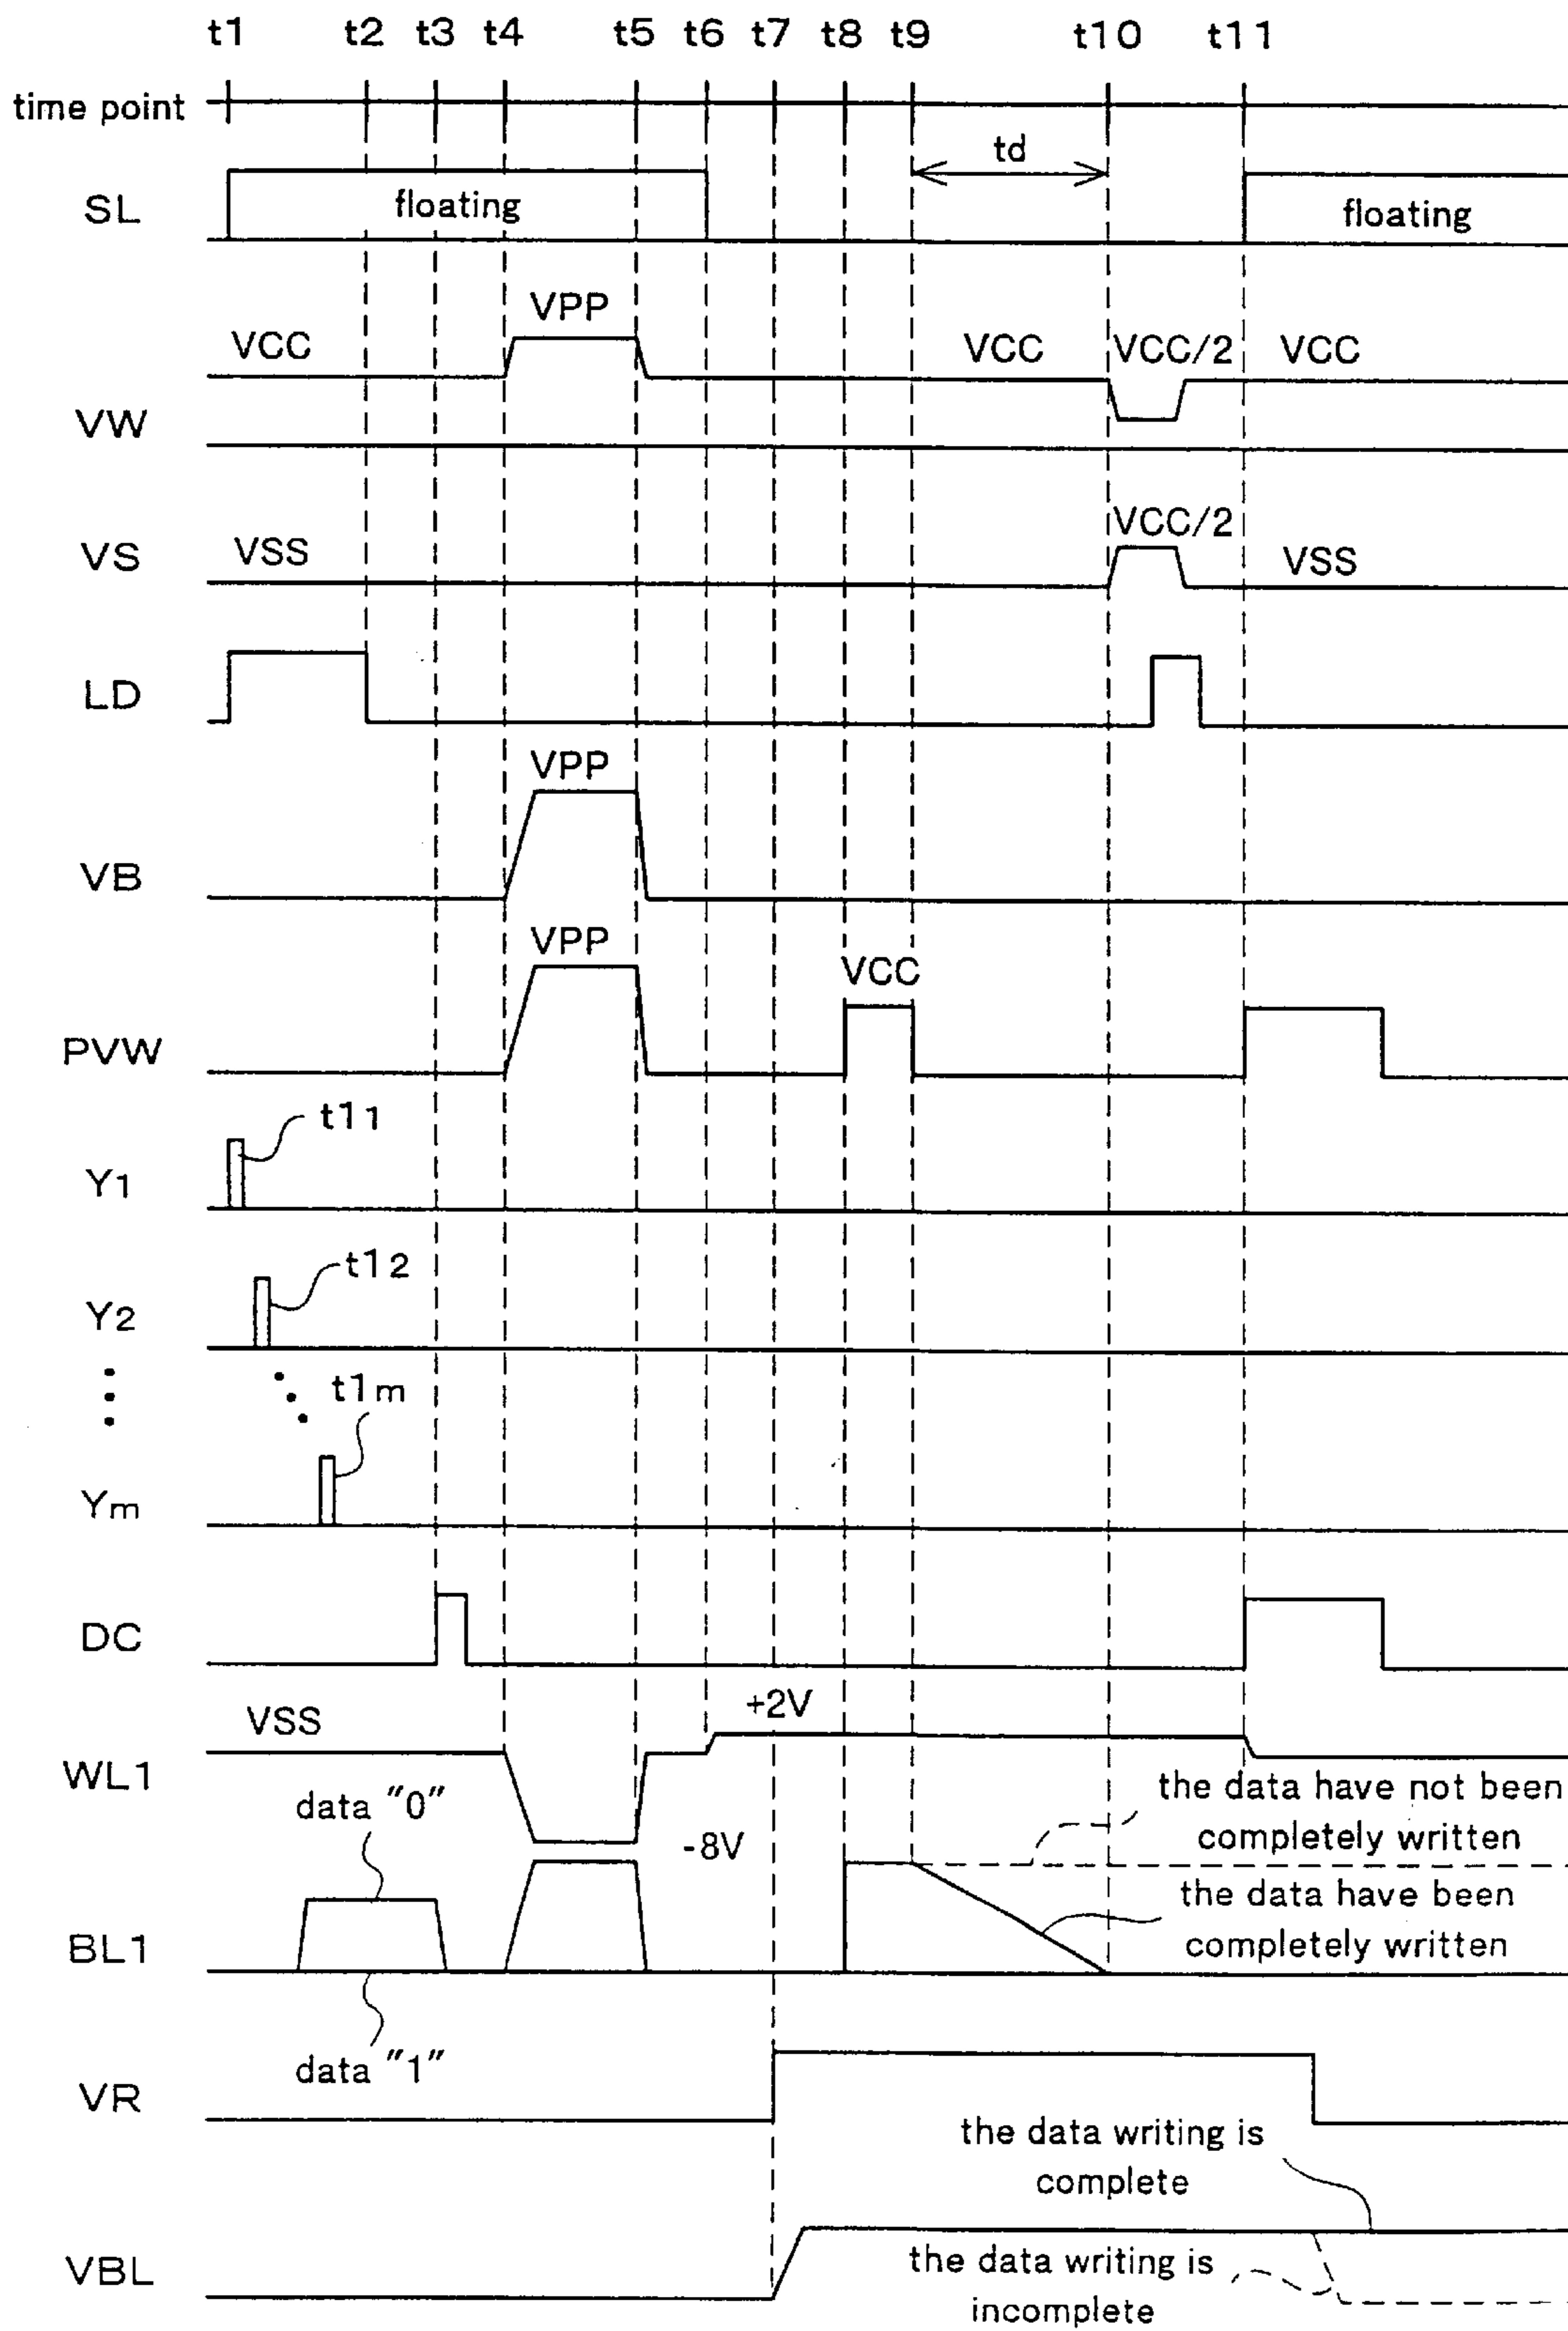 t1 t2 t3 t4 t5 t6 t7 t8 t9 t10 t11
time point
td
SL floating floating
VPP
VCC VCC VCC/2 VCC
VW
VCC/2
VS VSS VSS
LD
VPP
VB
VPP
VCC
PVW
t11
Y1
t12
Y2
t1m
Ym
DC
+2V
VSS
WL1
the data have not been
data "0"
completely written
-8V
the data have been
BL1 completely written
data "1"
VR
the data writing is
complete
VBL the data writing is
incomplete